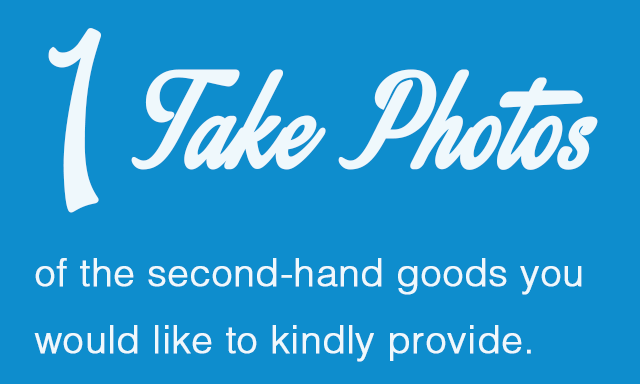 1 Take Photos
of the second-hand goods you
would like to kindly provide.